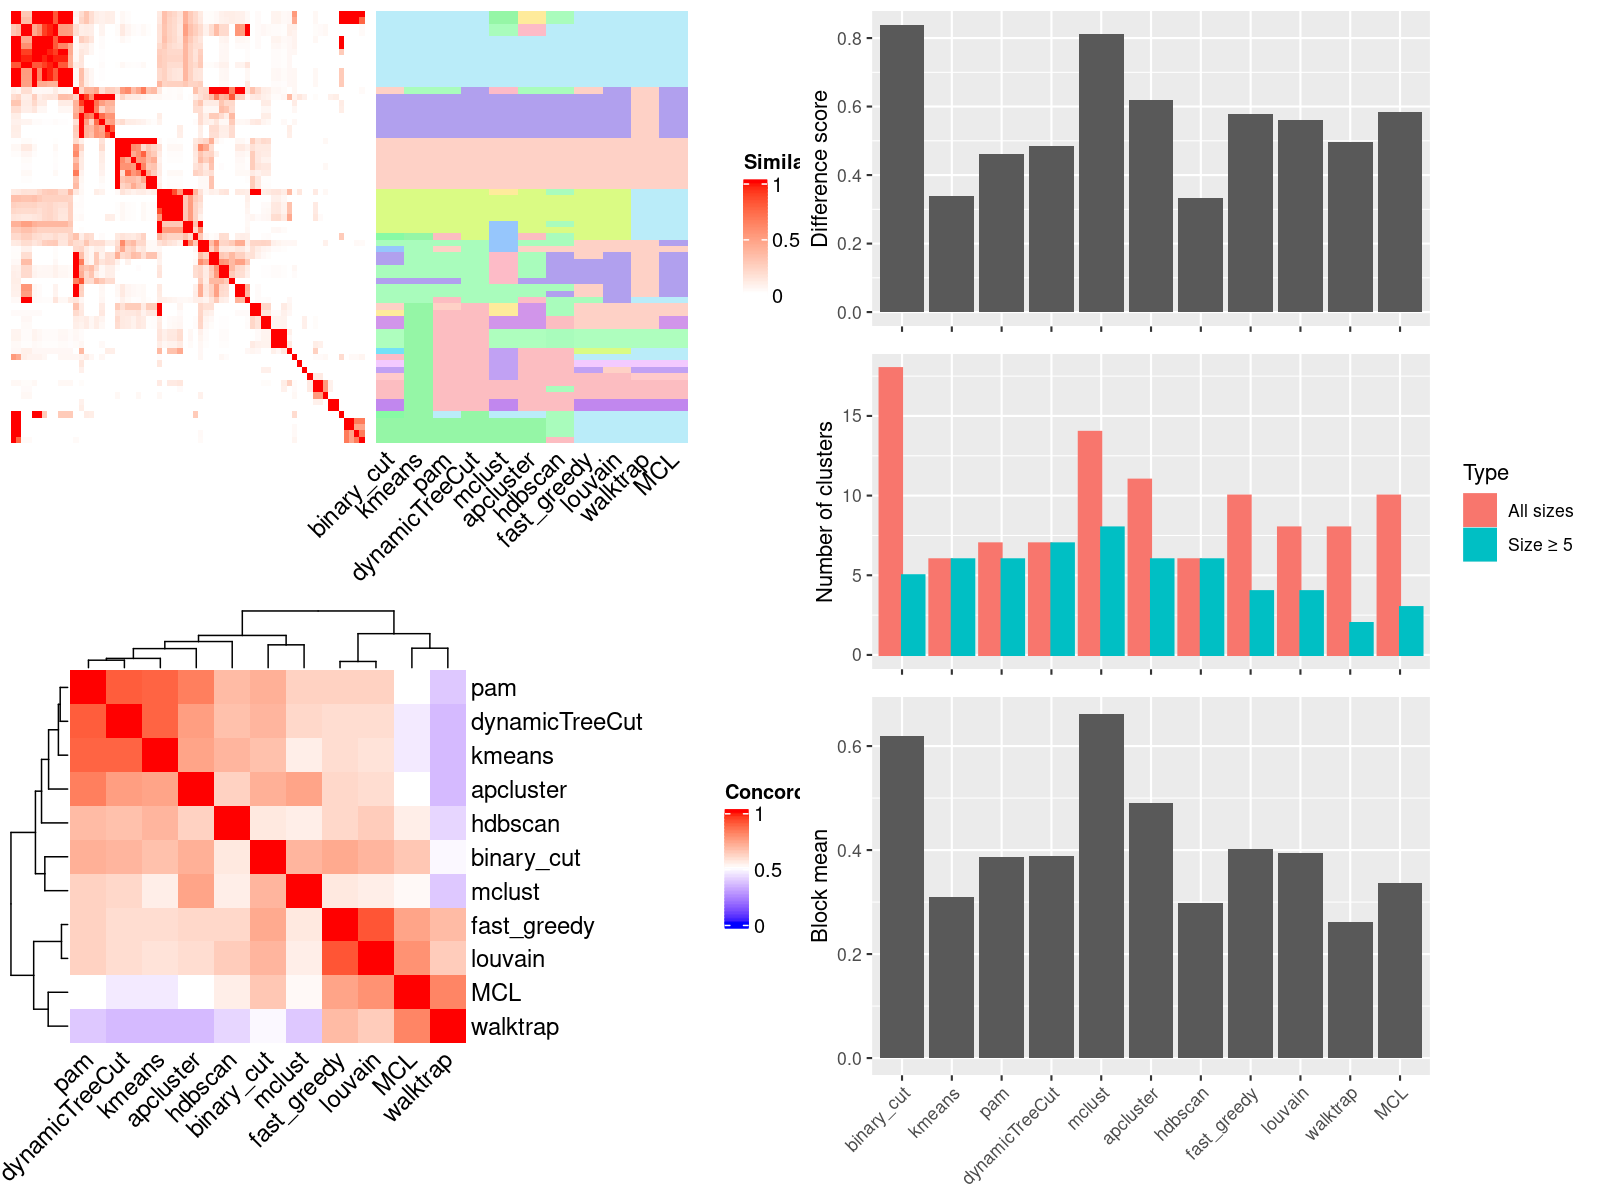 Simila
1
0.5
0
binary_cut
kmeans
pam
dynamicTreeCut
mclust
apcluster
hdbscan
fast_greedy
louvain
walktrap
MCL
pam
dynamicTreeCut
kmeans
apcluster
hdbscan
binary_cut
mclust
fast_greedy
louvain
MCL
walktrap
Concord
1
0.5
0
pam
dynamicTreeCut
kmeans
apcluster
hdbscan
binary_cut
mclust
fast_greedy
louvain
MCL
walktrap
Difference score
0.8
0.6
0.4
0.2
0.0
Number of clusters
15
10
5
0
Type
All sizes
Size ≥ 5
Block mean
0.6
0.4
0.2
0.0
binary_cut
kmeans
pam
dynamicTreeCut
mclust
apcluster
hdbscan
fast_greedy
louvain
walktrap
MCL